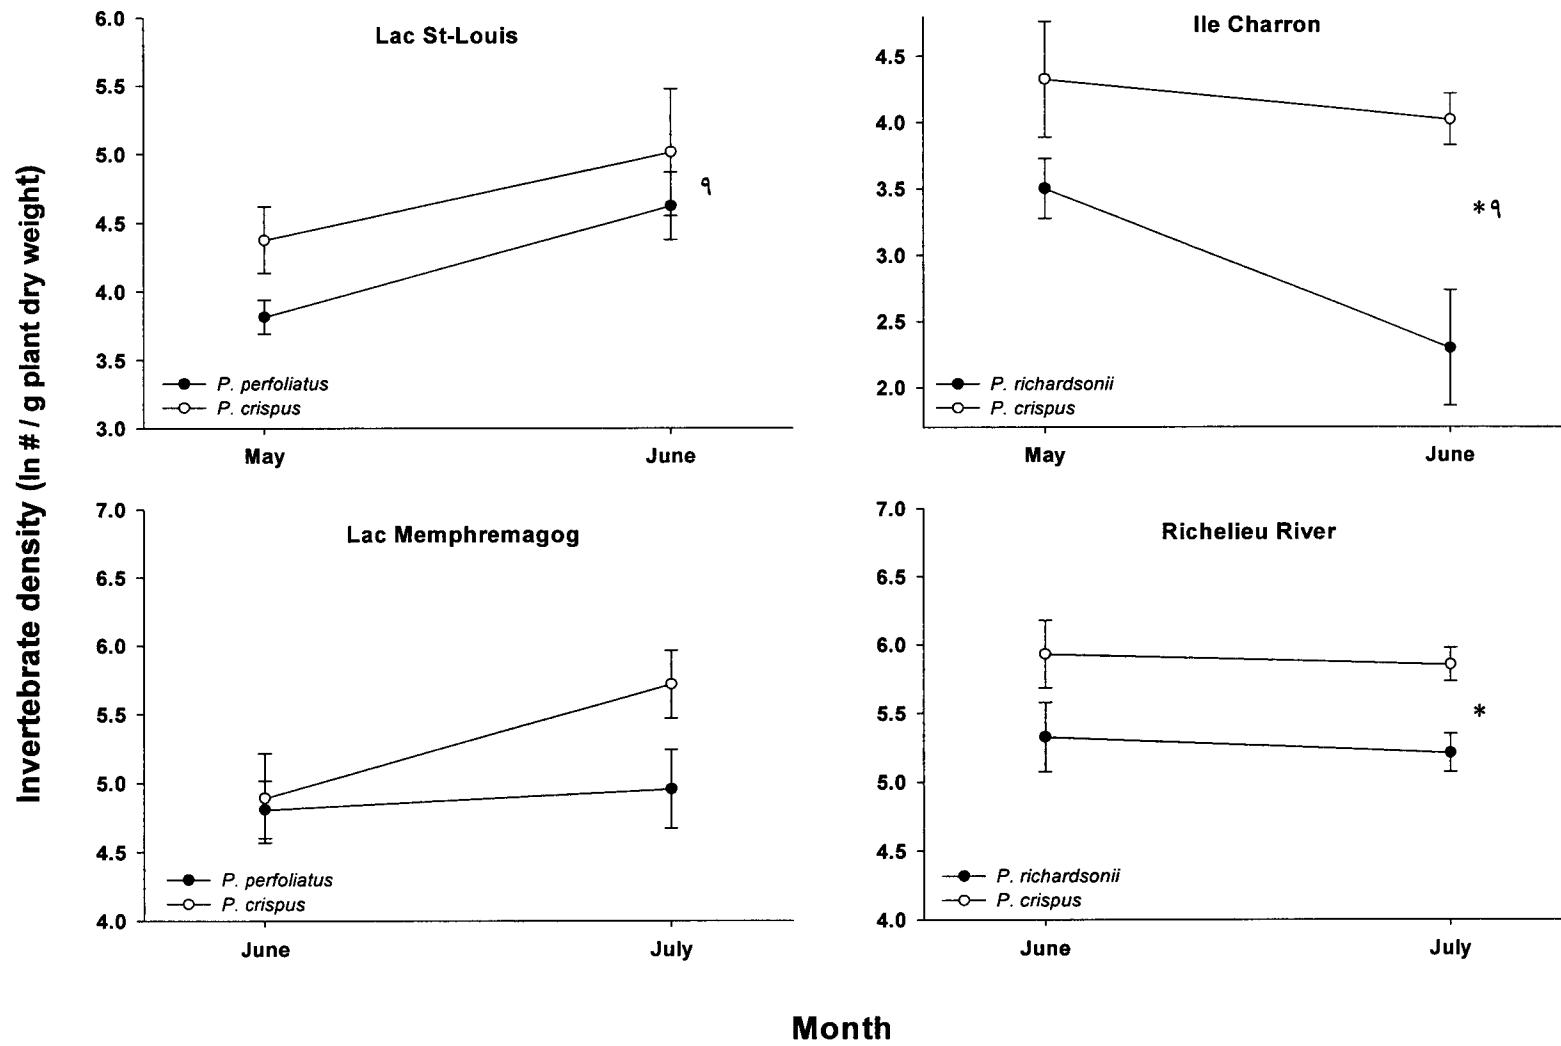 Invertebrate density (ln # / g plant dry weight)
Lac St-Louis
6.0
5.5
5.0
4.5
4.0
3.5
3.0
May
June
P. perfoliatus
P. crispus
q
Ile Charron
4.5
4.0
3.5
3.0
2.5
2.0
May
June
P. richardsonii
P. crispus
*q
Lac Memphremagog
7.0
6.5
6.0
5.5
5.0
4.5
4.0
June
July
P. perfoliatus
P. crispus
Richelieu River
7.0
6.5
6.0
5.5
5.0
4.5
4.0
June
July
P. richardsonii
P. crispus
*
Month